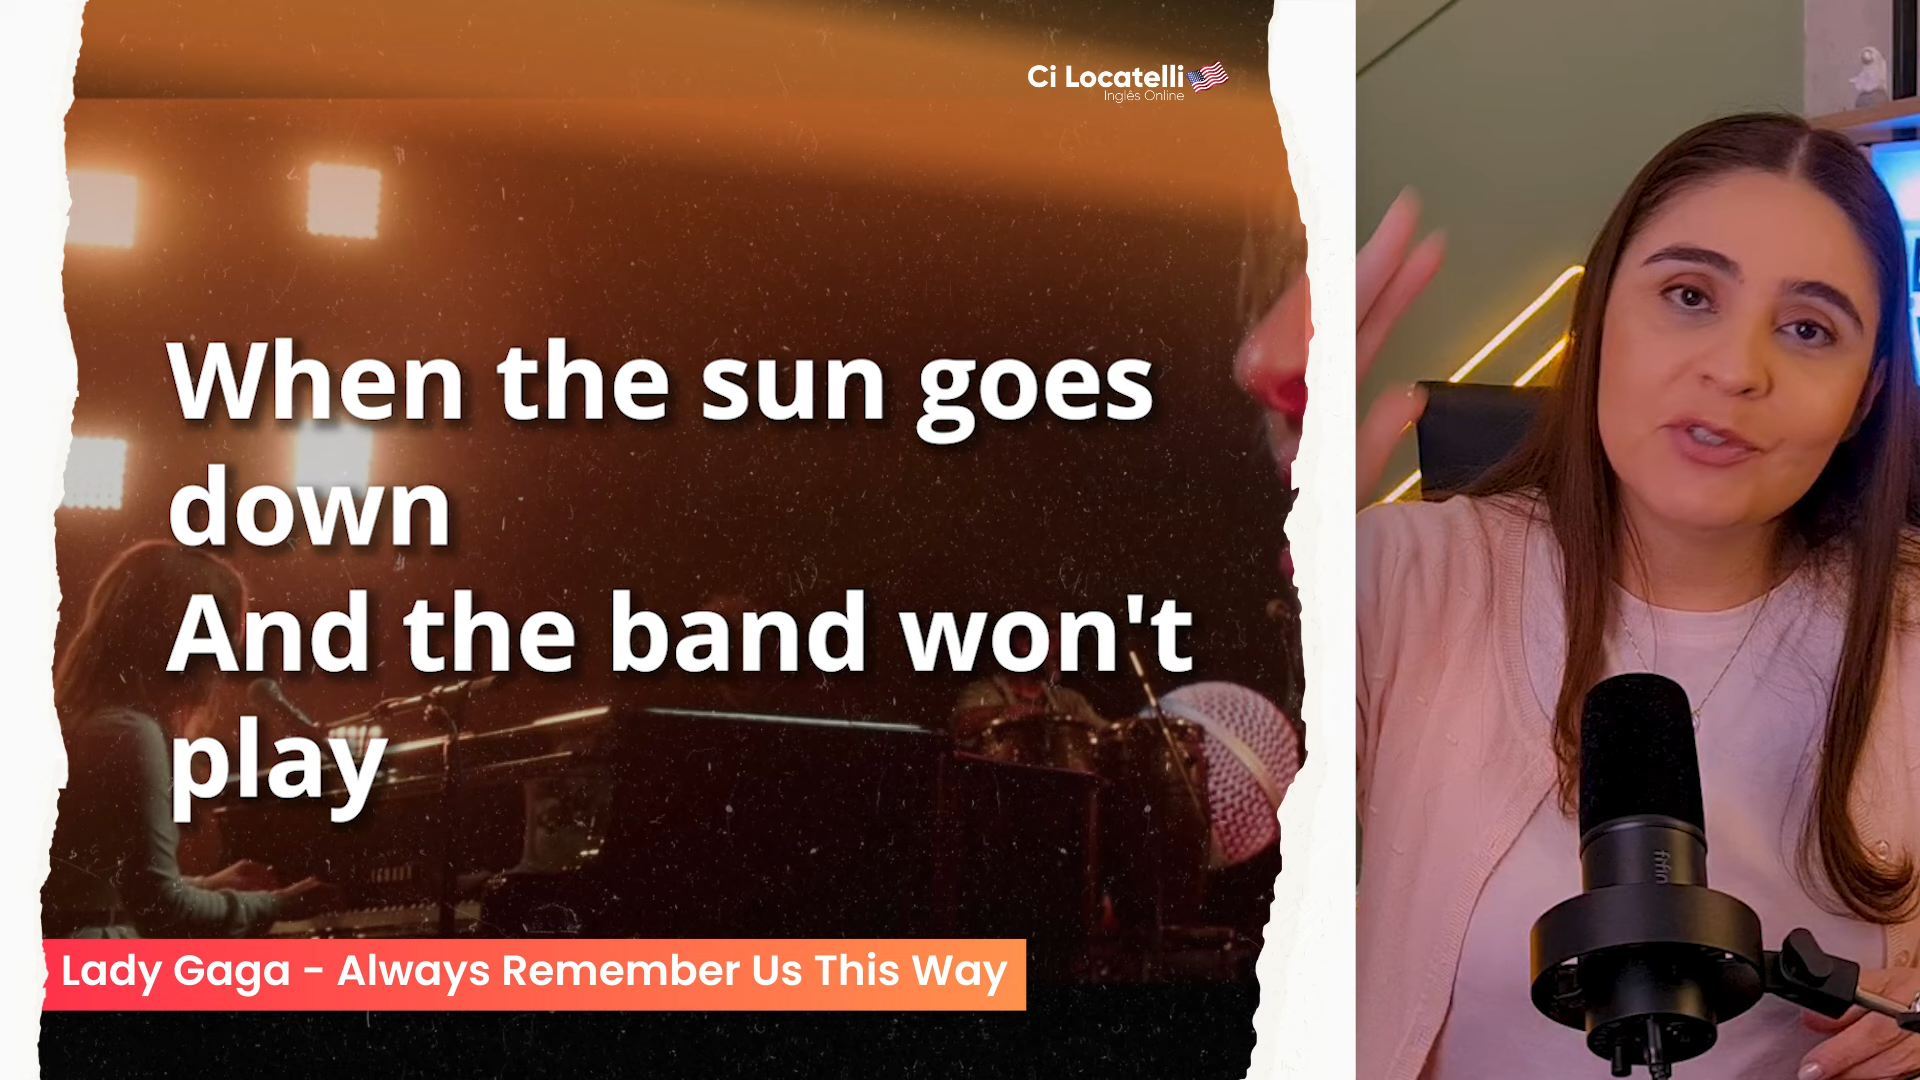 Ci Locatelli
Inglês Online
When the sun goes
down
And the band won't
play
Lady Gaga - Always Remember Us This Way
fifin